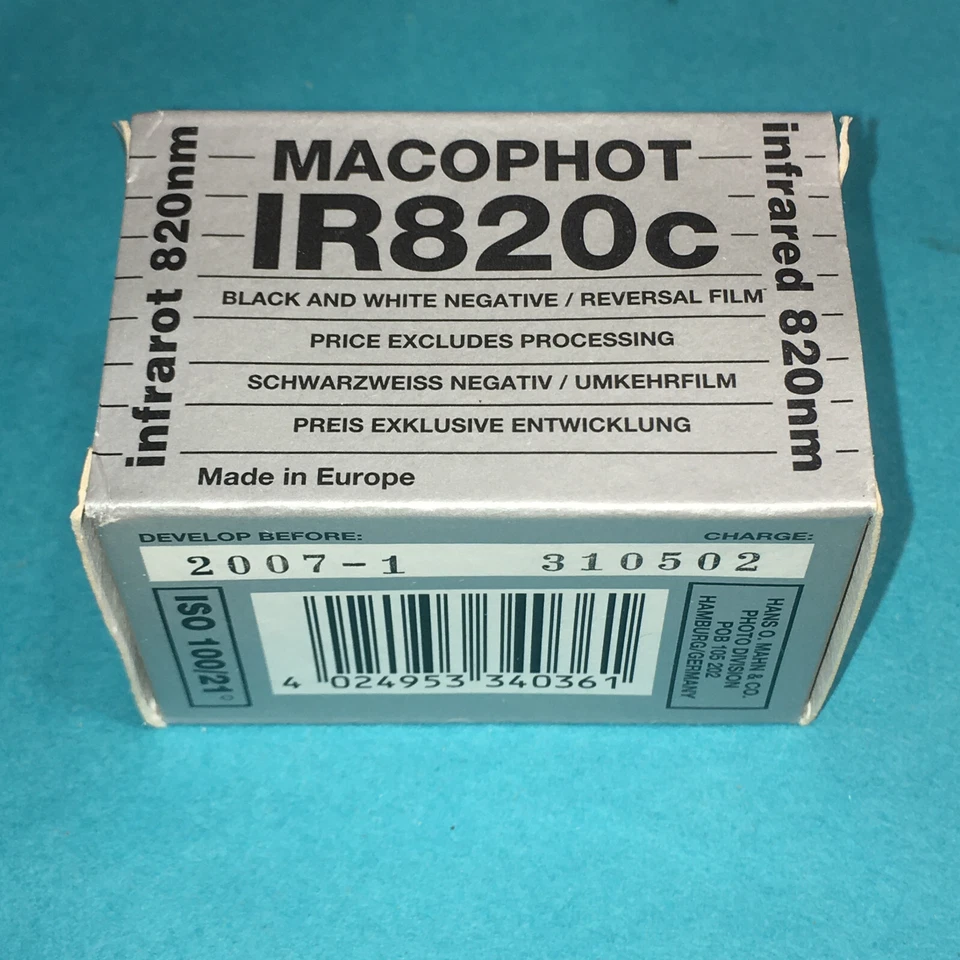 infrarot 820nm
MACOPHOT
IR820c
BLACK AND WHITE NEGATIVE / REVERSAL FILM
PRICE EXCLUDES PROCESSING
SCHWARZWEISS NEGATIV / UMKEHRFILM
PREIS EXKLUSIVE ENTWICKLUNG
Made in Europe
infrared 820nm
DEVELOP BEFORE:
CHARGE:
2007-1
310502
ISO 100/21°
4 024953 340361
HANS O. MAHN & CO.
PHOTO DIVISION
POB 105 202
HAMBURG/GERMANY